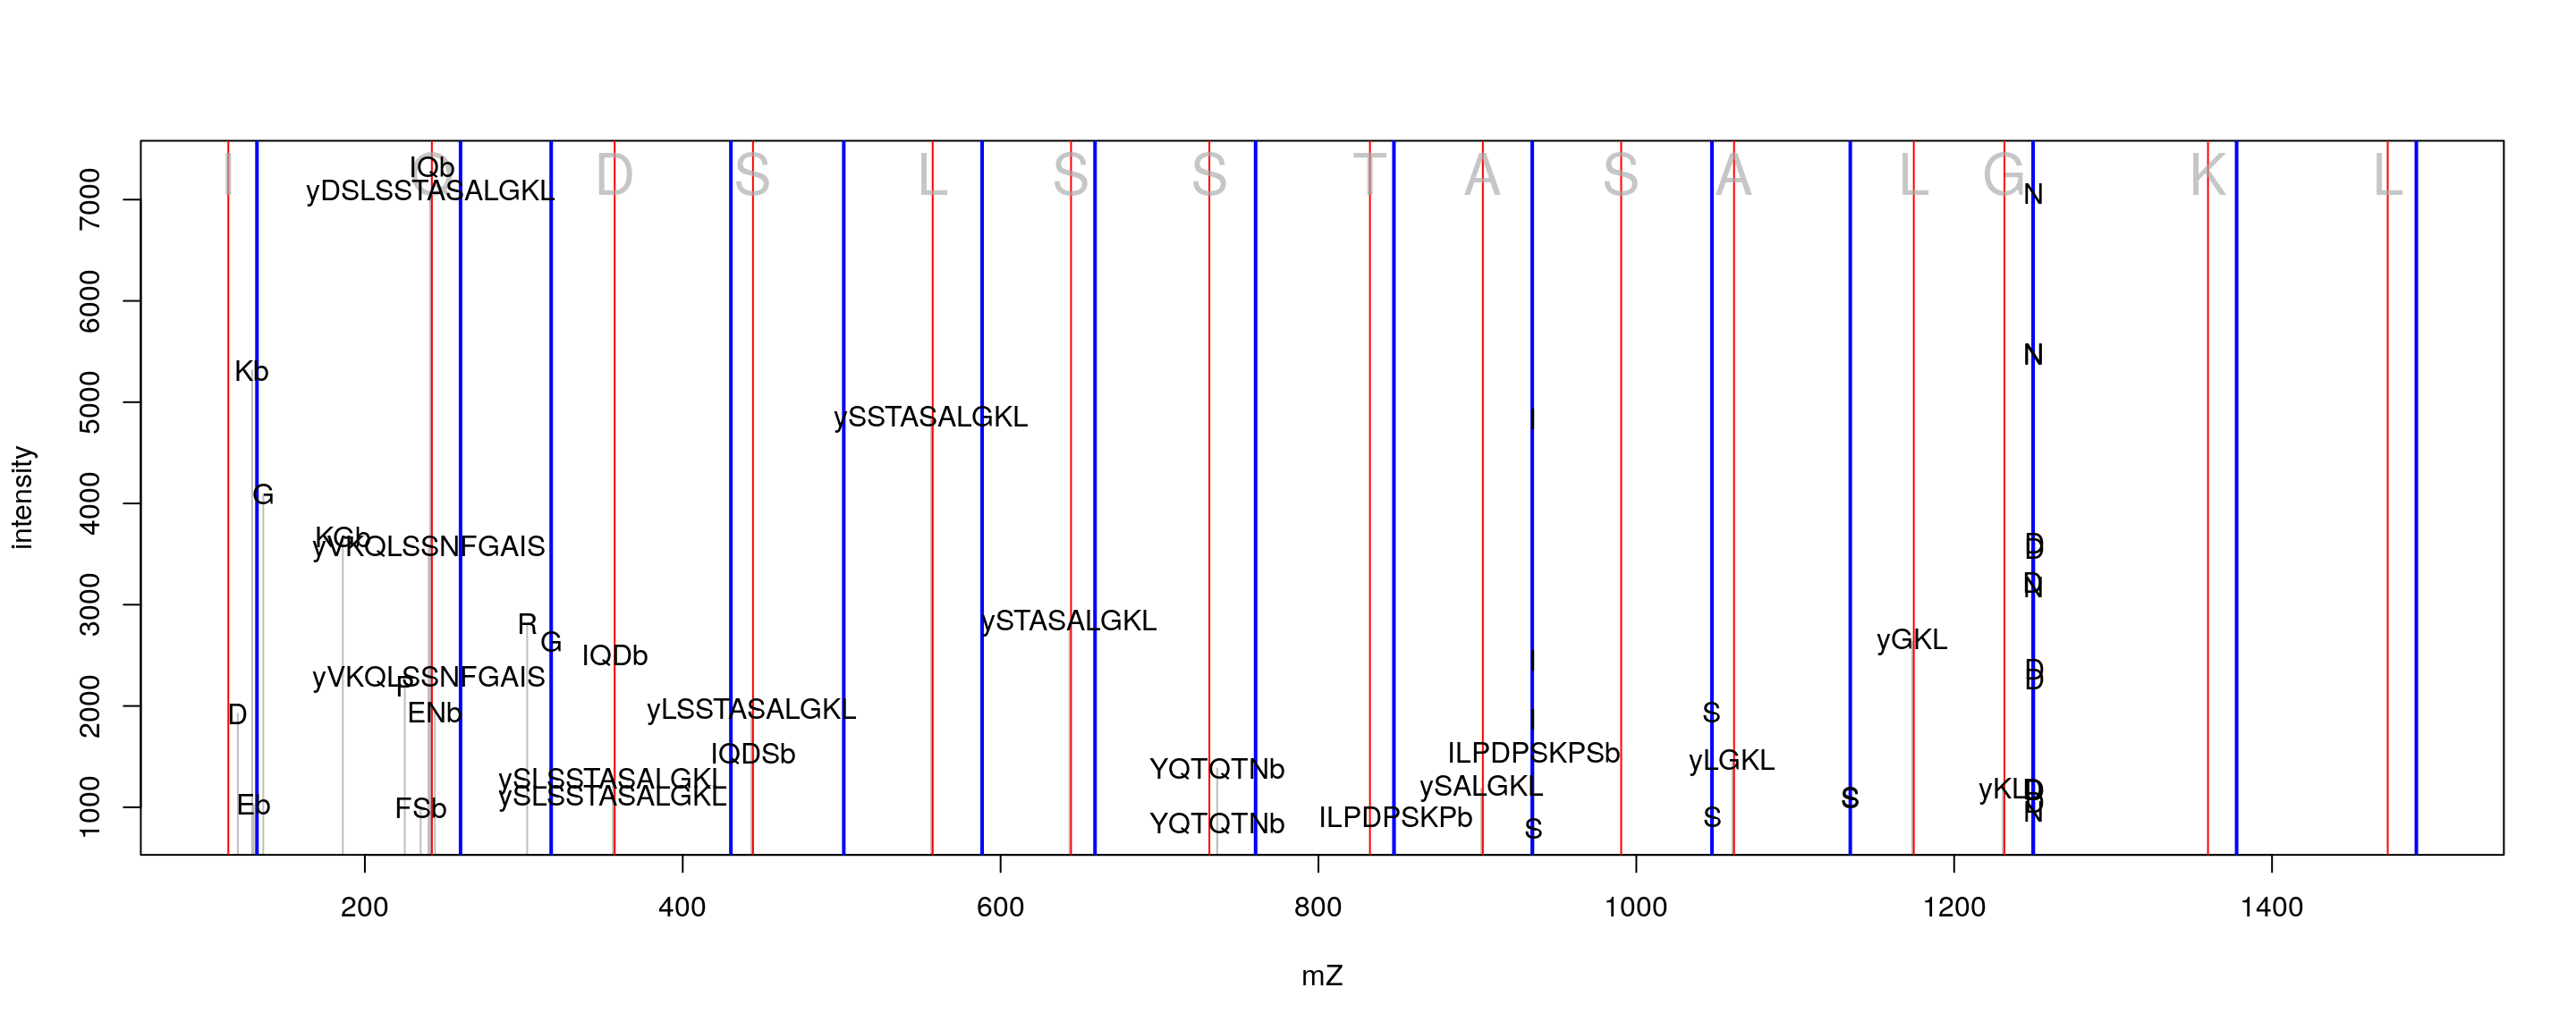 I Q D S L S S T A S A L G K L
IQb
yDSLSSTASALGKL
N
Kb
N
I
ySSTASALGKL
G
KGb
yVKQLSSNFGAIS
D
D
D
N
R
ySTASALGKL
G
yGKL
IQDb
I
yVKQLSSNFGAIS
P
D
D
D
ENb
yLSSTASALGKL
I
S
IQDSb
ILPDPSKPSb
yLGKL
YQTQTNb
ySLSSTASALGKL
ySLSSTASALGKL
ySALGKL
yKL
D
S
Eb
FSb
YQTQTNb
ILPDPSKPb
S
S
D
N
7000
6000
5000
4000
3000
2000
1000
intensity
200 400 600 800 1000 1200 1400
mZ